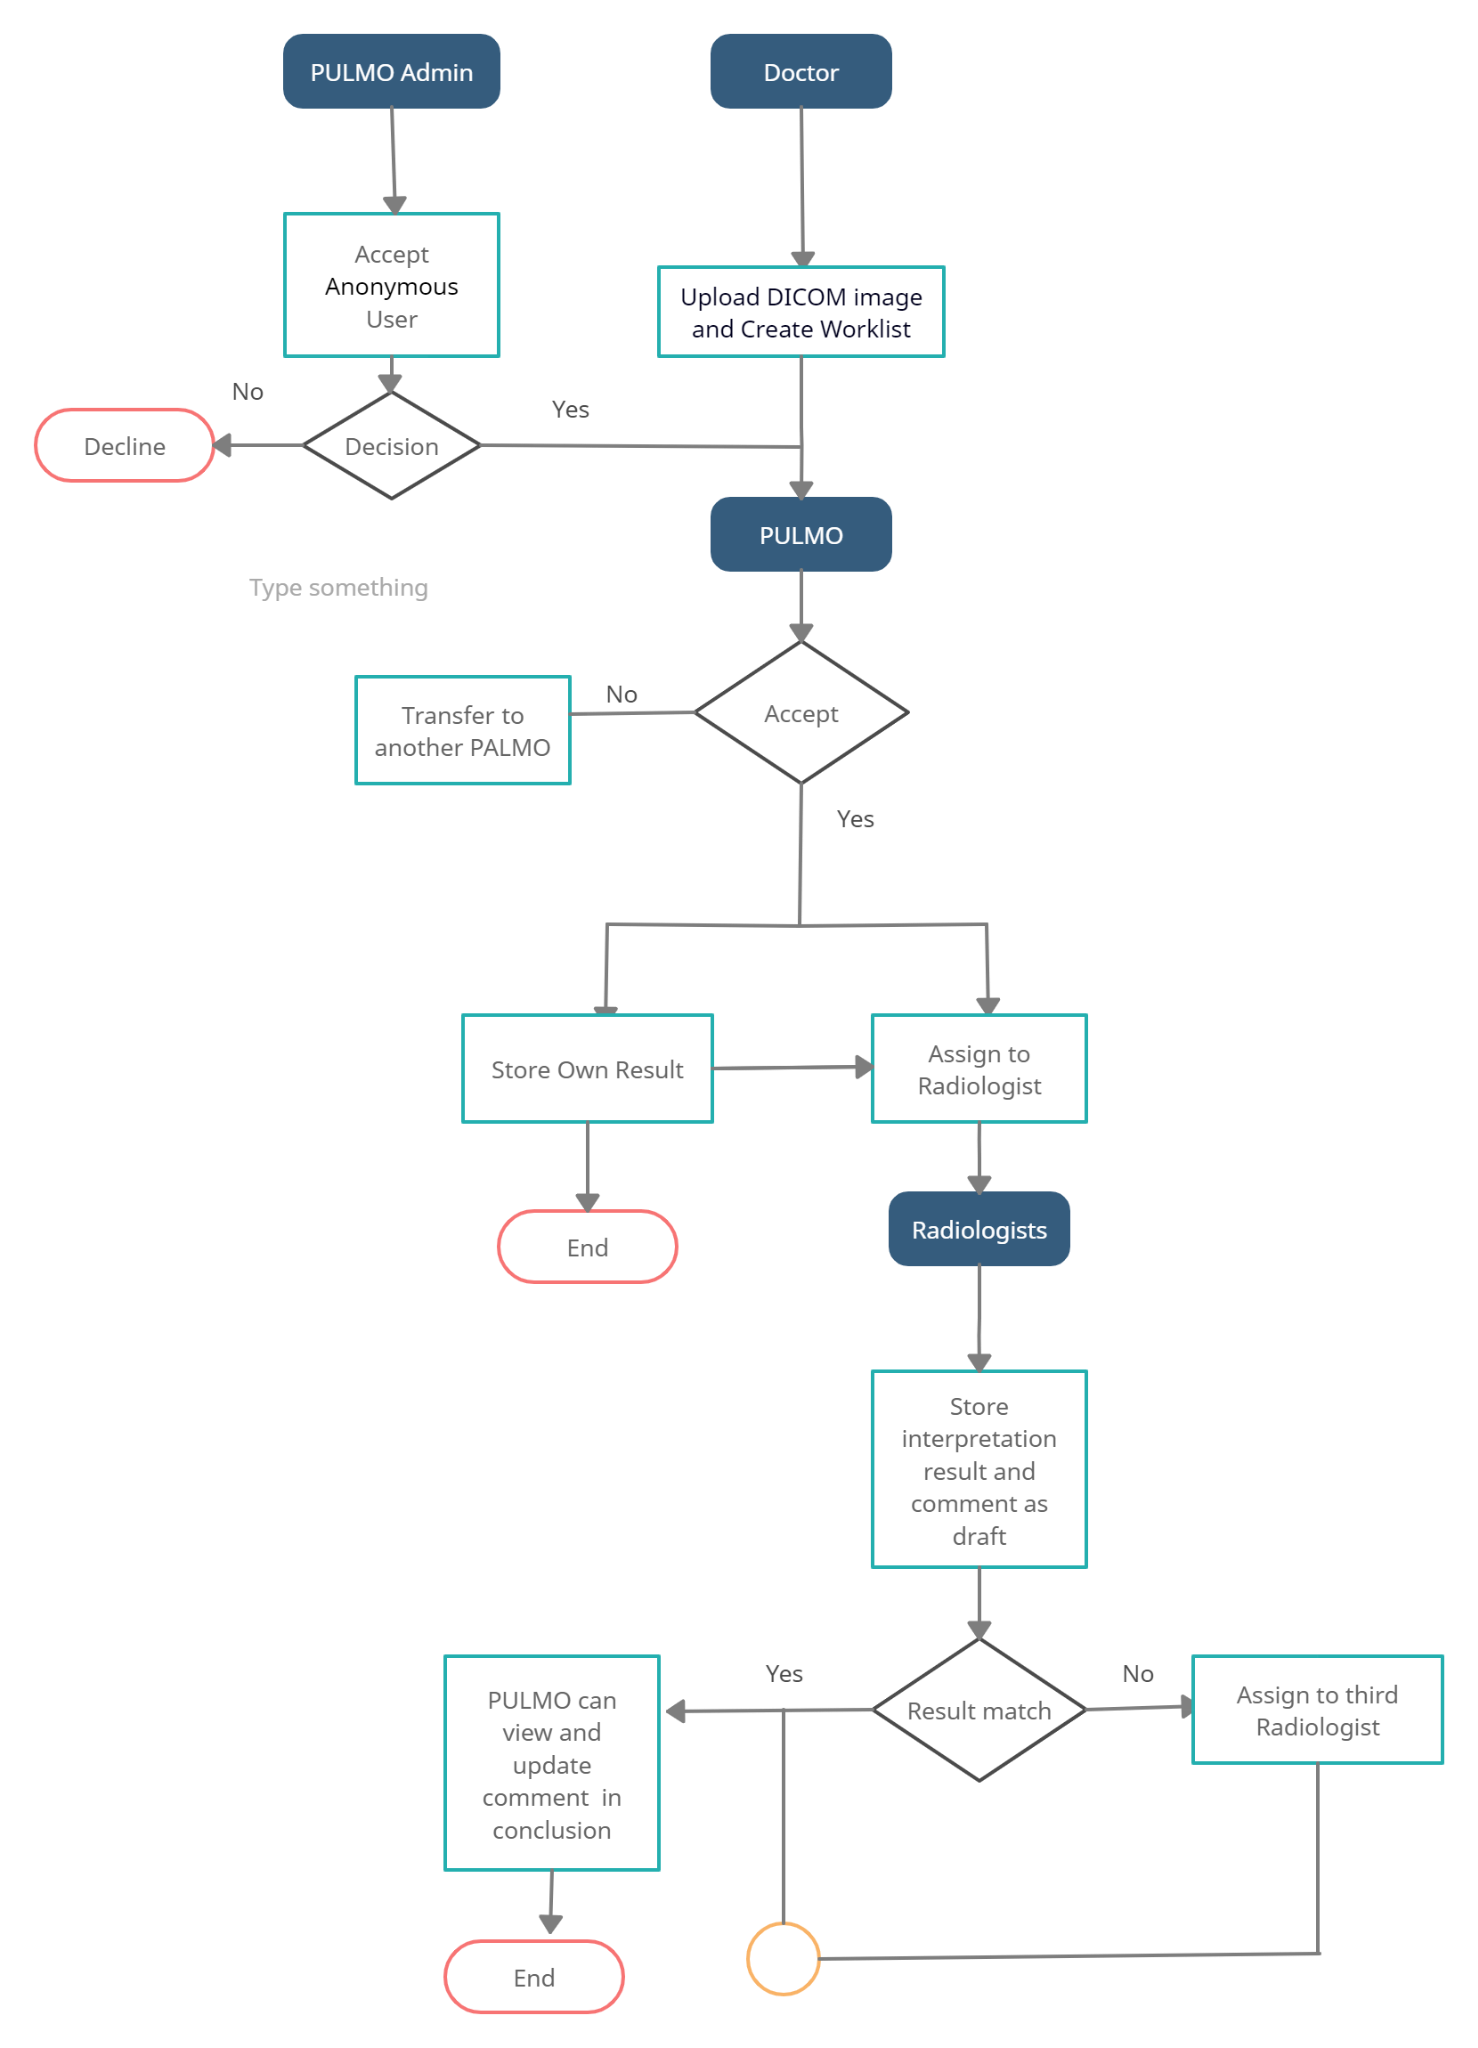 PULMO Admin
Doctor
Accept
Anonymous
User
Upload DICOM image
and Create Worklist
No
Yes
Decline
Decision
PULMO
Type something
No
Transfer to
another PALMO
Accept
Yes
Store Own Result
Assign to
Radiologist
End
Radiologists
Store
interpretation
result and
comment as
draft
Yes
No
PULMO can
view and
update
comment  in
conclusion
Result match
Assign to third
Radiologist
End